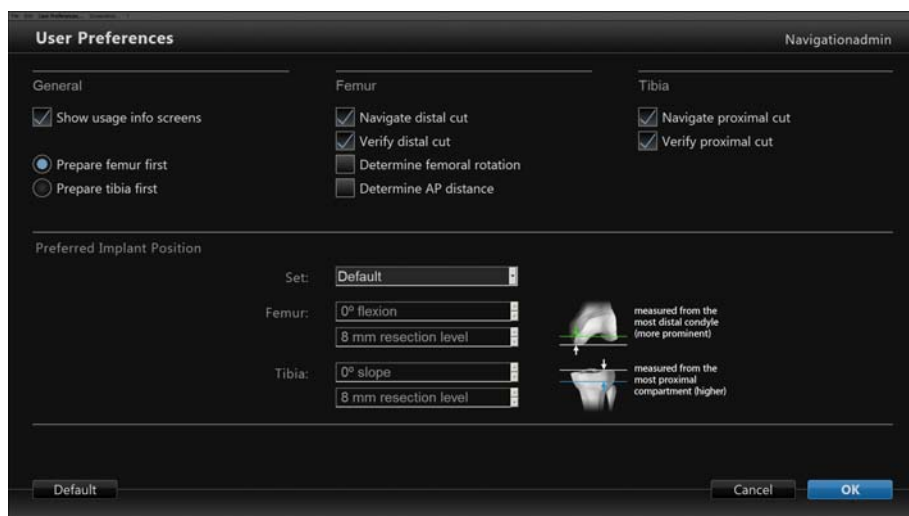 User Preferences
Navigationadmin
General
Show usage info screens
Prepare femur first
Prepare tibia first
Femur
Navigate distal cut
Verify distal cut
Determine femoral rotation
Determine AP distance
Tibia
Navigate proximal cut
Verify proximal cut
Preferred Implant Position
Set:
Default
Femur:
0º flexion
8 mm resection level
measured from the
most distal condyle
(more prominent)
Tibia:
0º slope
8 mm resection level
measured from the
most proximal
compartment (higher)
Default
Cancel
OK